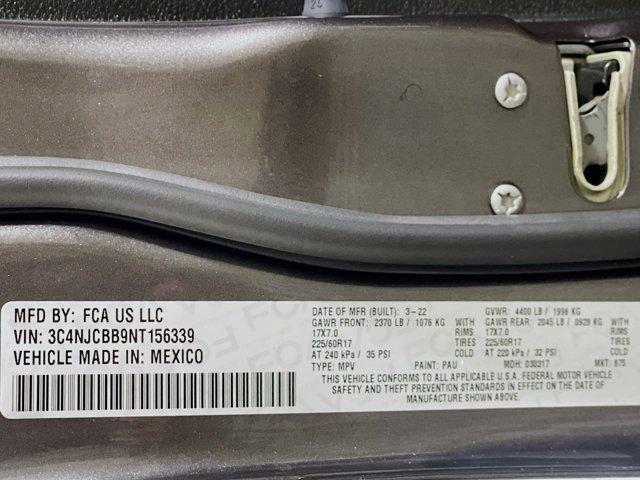 24
MFD BY: FCA US LLC
VIN: 3C4NJCBB9NT156339
VEHICLE MADE IN: MEXICO
DATE OF MFR (BUILT): 3-22 GVWR: 4400 LB / 1996 KG
GAWR FRONT: 2370 LB / 1076 KG WITH GAWR REAR: 2045 LB / 0929 KG WITH
17X7.0 RIMS 17X7.0 RIMS
225/60R17 TIRES 225/60R17 TIRES
AT 240 kPa / 35 PSI COLD AT 220 kPa / 32 PSI COLD
TYPE: MPV PAINT: PAU MDH: 030317 MKT: 875
THIS VEHICLE CONFORMS TO ALL APPLICABLE U.S.A. FEDERAL MOTOR VEHICLE
SAFETY AND THEFT PREVENTION STANDARDS IN EFFECT ON THE DATE OF
MANUFACTURE SHOWN ABOVE.